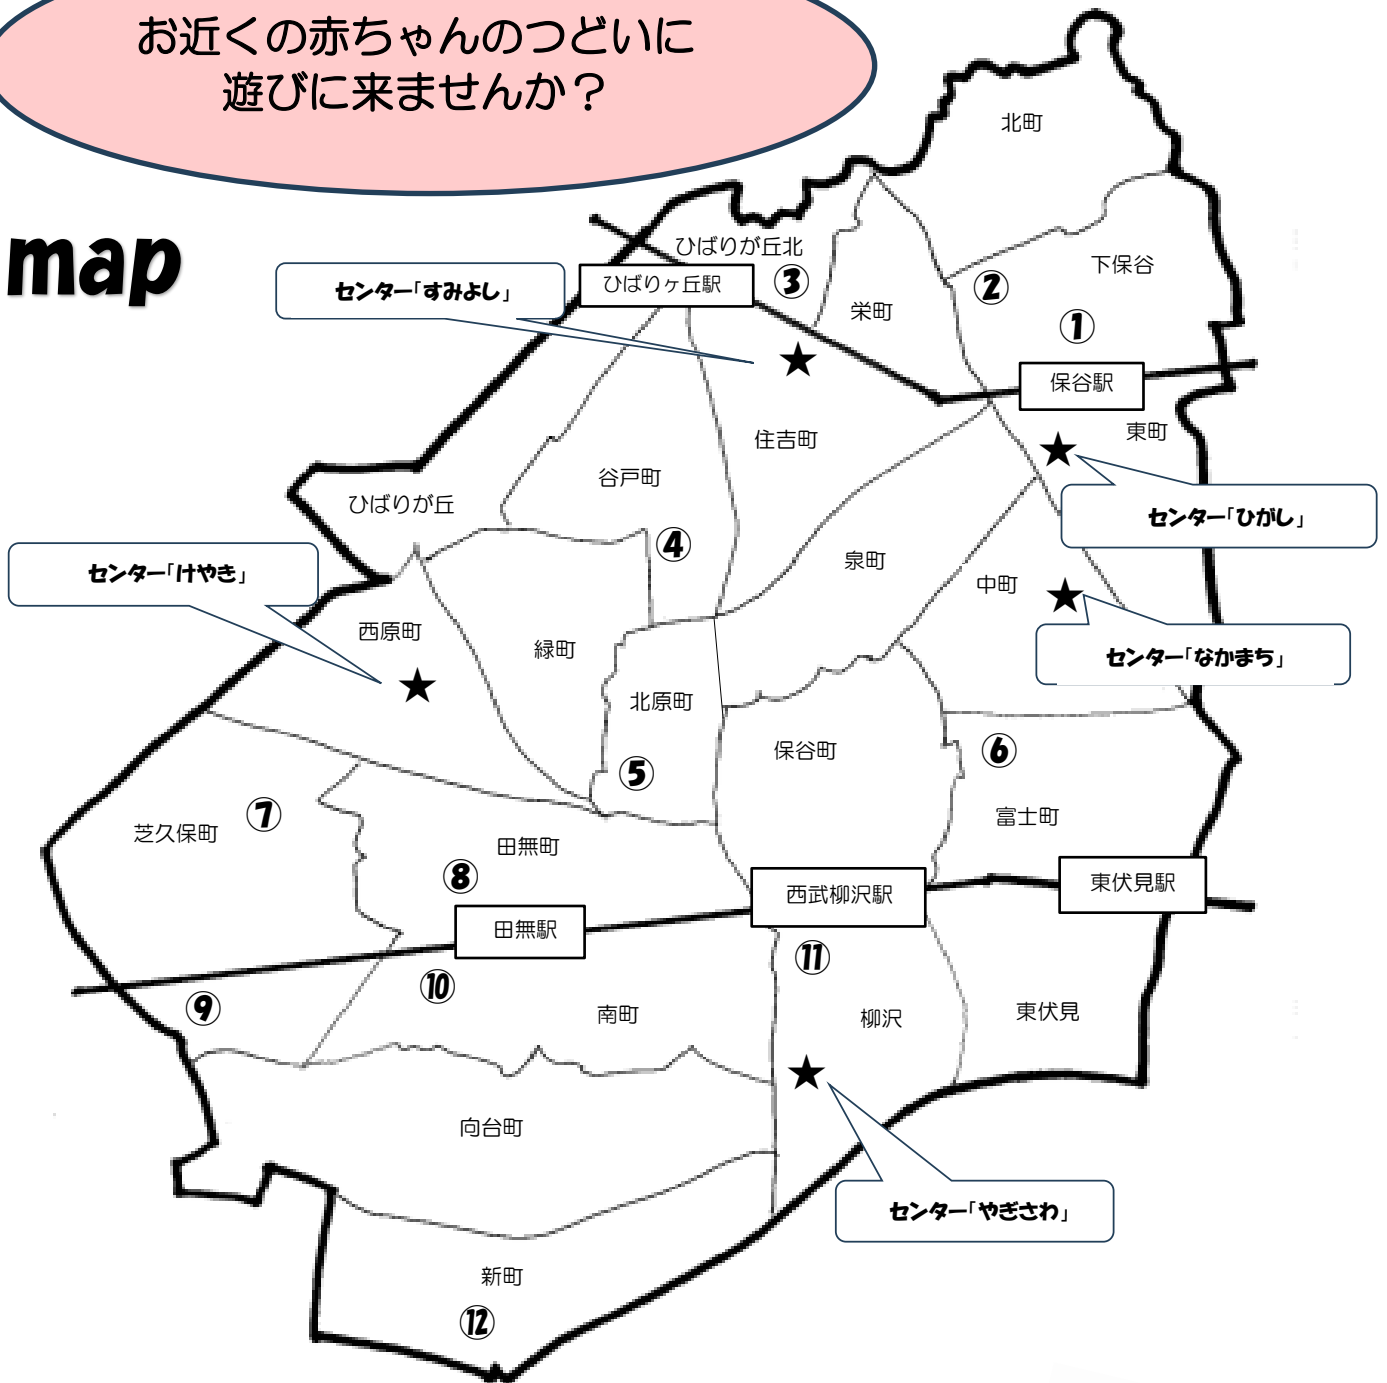 お近くの赤ちゃんのつどいに
遊びに来ませんか？
map
北町
ひばりが丘北
下保谷
センター「すみよし」
ひばりヶ丘駅
③
②
栄町
①
保谷駅
東町
住吉町
谷戸町
ひばりが丘
センター「ひがし」
④
泉町
センター「けやき」
中町
西原町
緑町
センター「なかまち」
北原町
保谷町
⑥
⑤
芝久保町
⑦
富士町
田無町
⑧
西武柳沢駅
東伏見駅
田無駅
⑪
⑩
⑨
南町
柳沢
東伏見
向台町
センター「やぎさわ」
新町
⑫